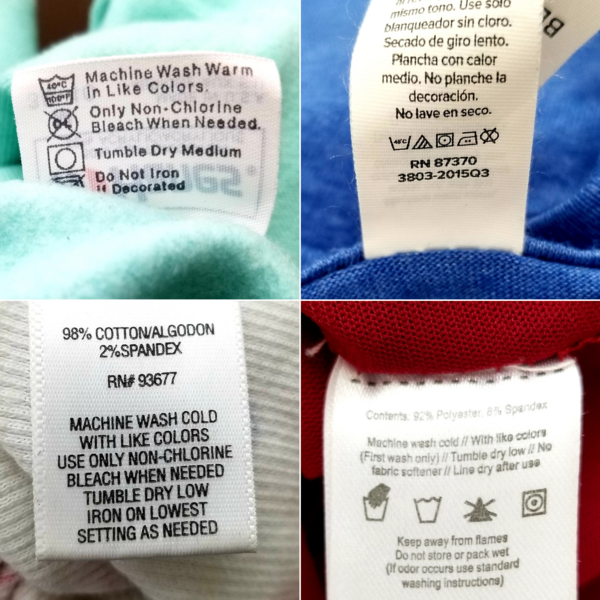 40°C
105°F
Machine Wash Warm
in Like Colors.
Only Non-Chlorine
Bleach When Needed.
Tumble Dry Medium
Do Not Iron
if Decorated
mismo tono. Use solo
blanqueador sin cloro.
Secado de giro lento.
Plancha con calor
medio. No planche la
decoración.
No lave en seco.
40°C
RN 87370
3803-2015Q3
98% COTTON/ALGODON
2%SPANDEX
RN# 93677
MACHINE WASH COLD
WITH LIKE COLORS
USE ONLY NON-CHLORINE
BLEACH WHEN NEEDED
TUMBLE DRY LOW
IRON ON LOWEST
SETTING AS NEEDED
Contents: 92% Polyester, 8% Spandex
Machine wash cold // With like colors
(First wash only) // Tumble dry low // No
fabric softener // Line dry after use
Keep away from flames
Do not store or pack wet
(If odor occurs use standard
washing instructions)